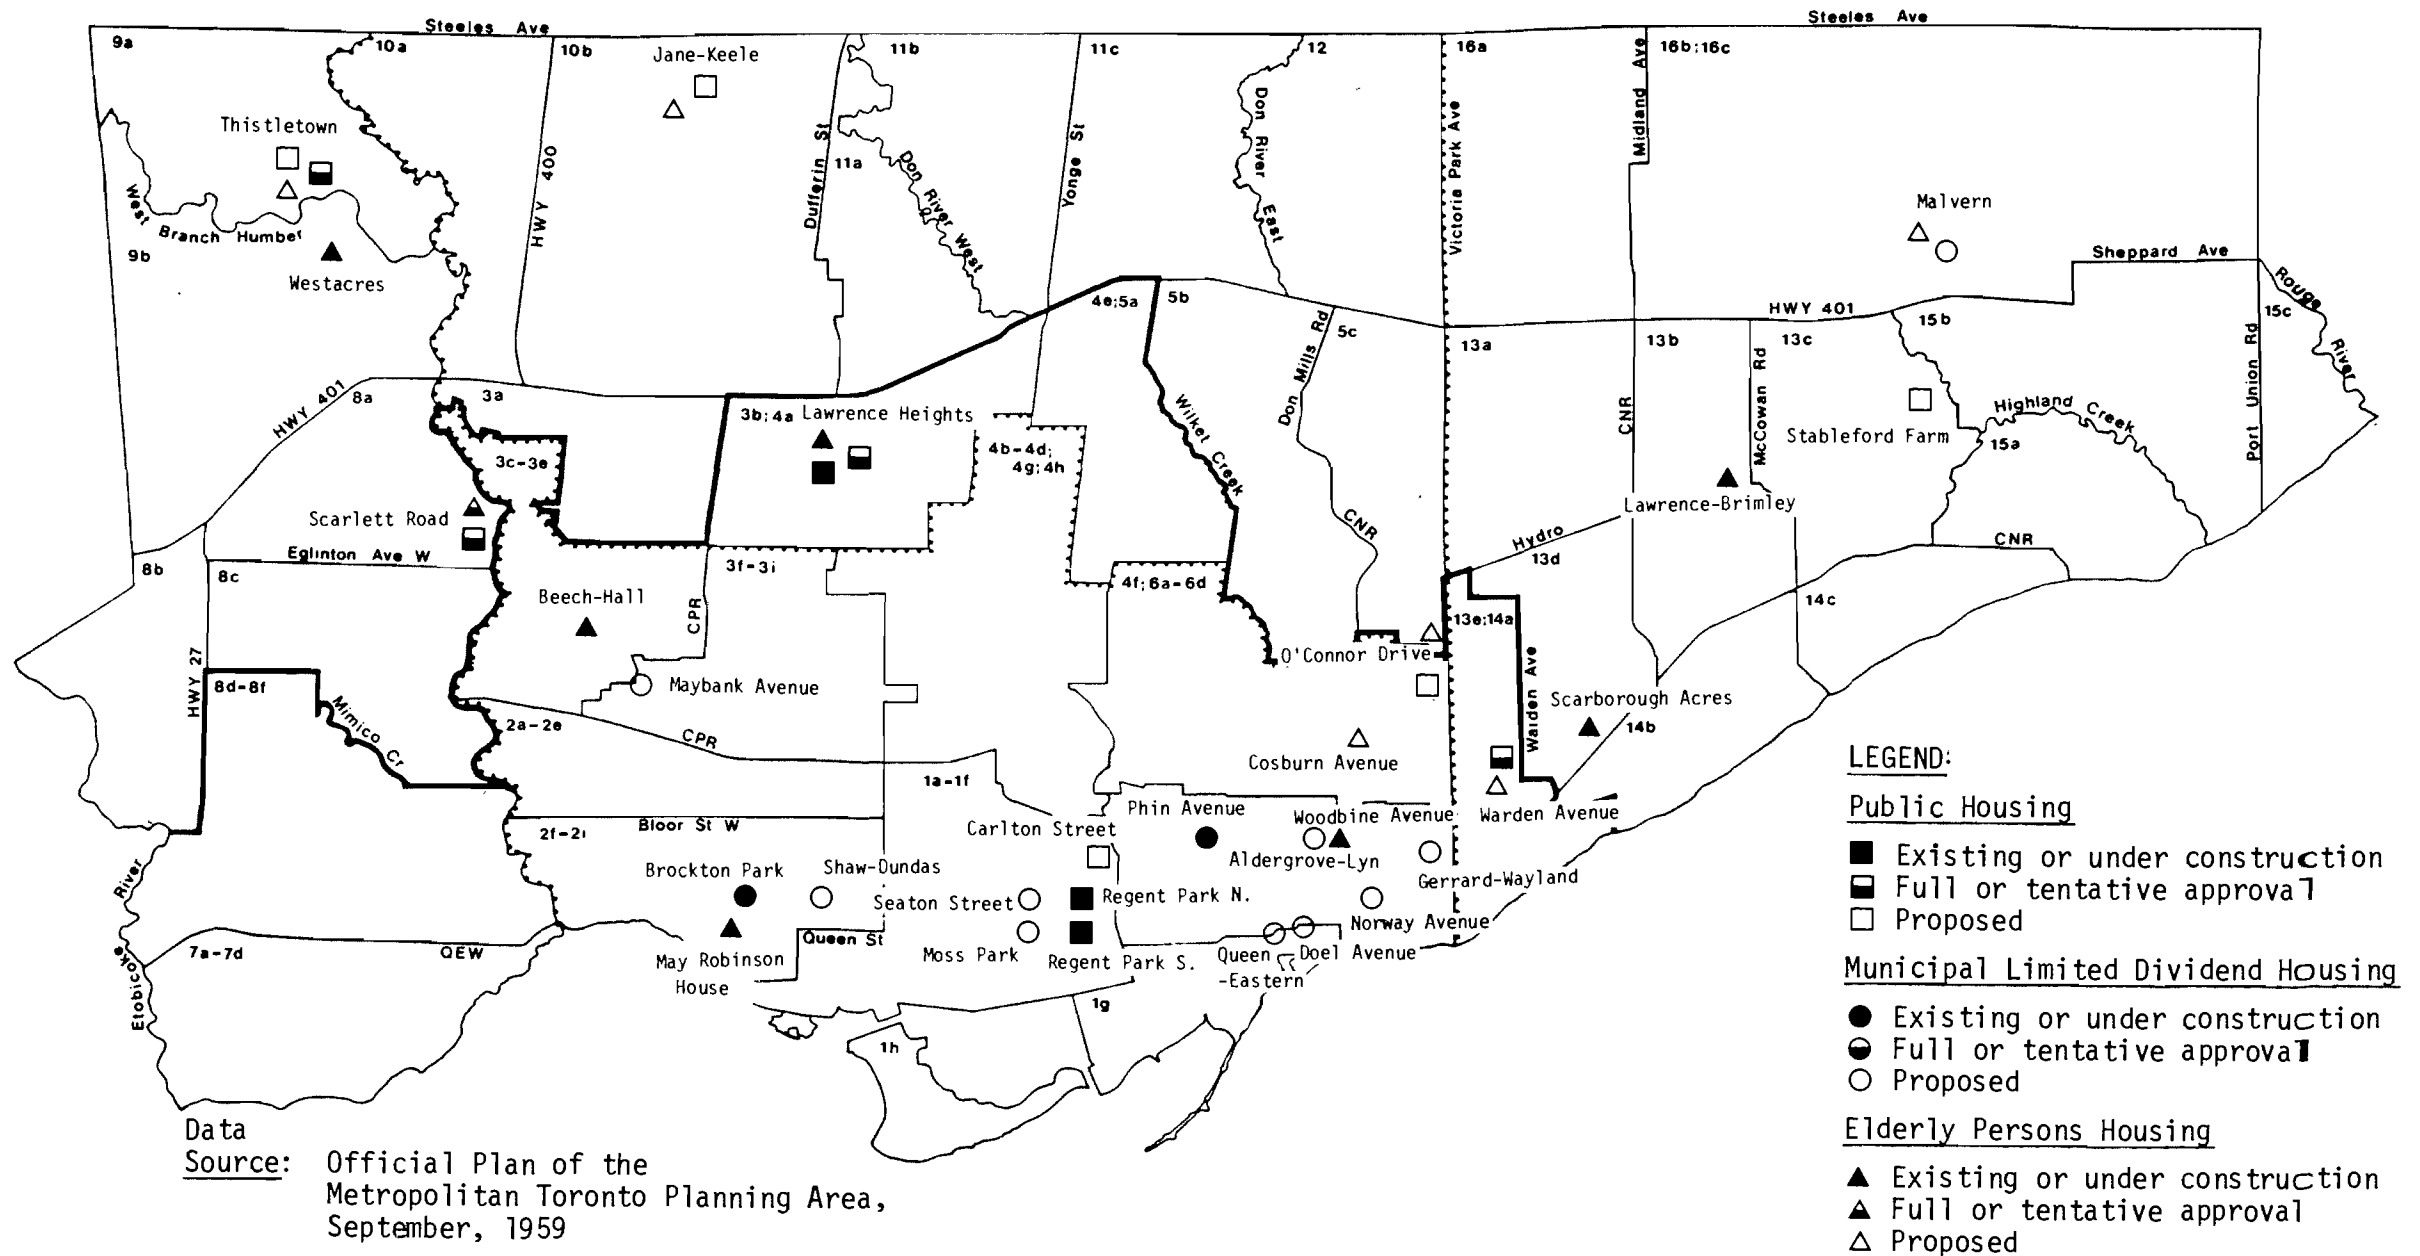 Steeles Ave
Steeles Ave
9a
10a
10b
Jane-Keele
11b
11c
12
16a
Midland Ave
16b;16c
Thistletown
HWY 400
Dufferin St
11a
Don River West
Yonge St
Don River East
Victoria Park Ave
West Branch Humber
9b
Westacres
Malvern
Sheppard Ave
Rouge River
4e;5a
5b
Don Mills Rd
5c
13a
13b
HWY 401
13c
15b
Port Union Rd
15c
HWY 401
8a
3a
3b;4a
Lawrence Heights
Wilket Creek
CNR
McCowan Rd
Highland Creek
Stableford Farm
15a
3c-3e
4b-4d;
4g;4h
Scarlett Road
Lawrence-Brimley
CNR
Hydro
13d
CNR
Eglinton Ave W
8b
8c
3f-3i
4f;6a-6d
Beech-Hall
CPR
13e;14a
14c
O'Connor Drive
HWY 27
8d-8f
Mimico Cr
Maybank Avenue
Warden Ave
Scarborough Acres
14b
2a-2e
CPR
Cosburn Avenue
1a-1f
Phin Avenue
Woodbine Avenue
Warden Avenue
2f-2i
Bloor St W
Carlton Street
Aldergrove-Lyn
Gerrard-Wayland
Brockton Park
Shaw-Dundas
Seaton Street
Regent Park N.
Norway Avenue
Queen St
Moss Park
Regent Park S.
Queen
-Eastern
Doel Avenue
May Robinson
House
Etobicoke River
7a-7d
QEW
1g
1h
LEGEND:
Public Housing
Existing or under construction
Full or tentative approval
Proposed
Municipal Limited Dividend Housing
Existing or under construction
Full or tentative approval
Proposed
Elderly Persons Housing
Existing or under construction
Full or tentative approval
Proposed
Data
Source: Official Plan of the
Metropolitan Toronto Planning Area,
September, 1959